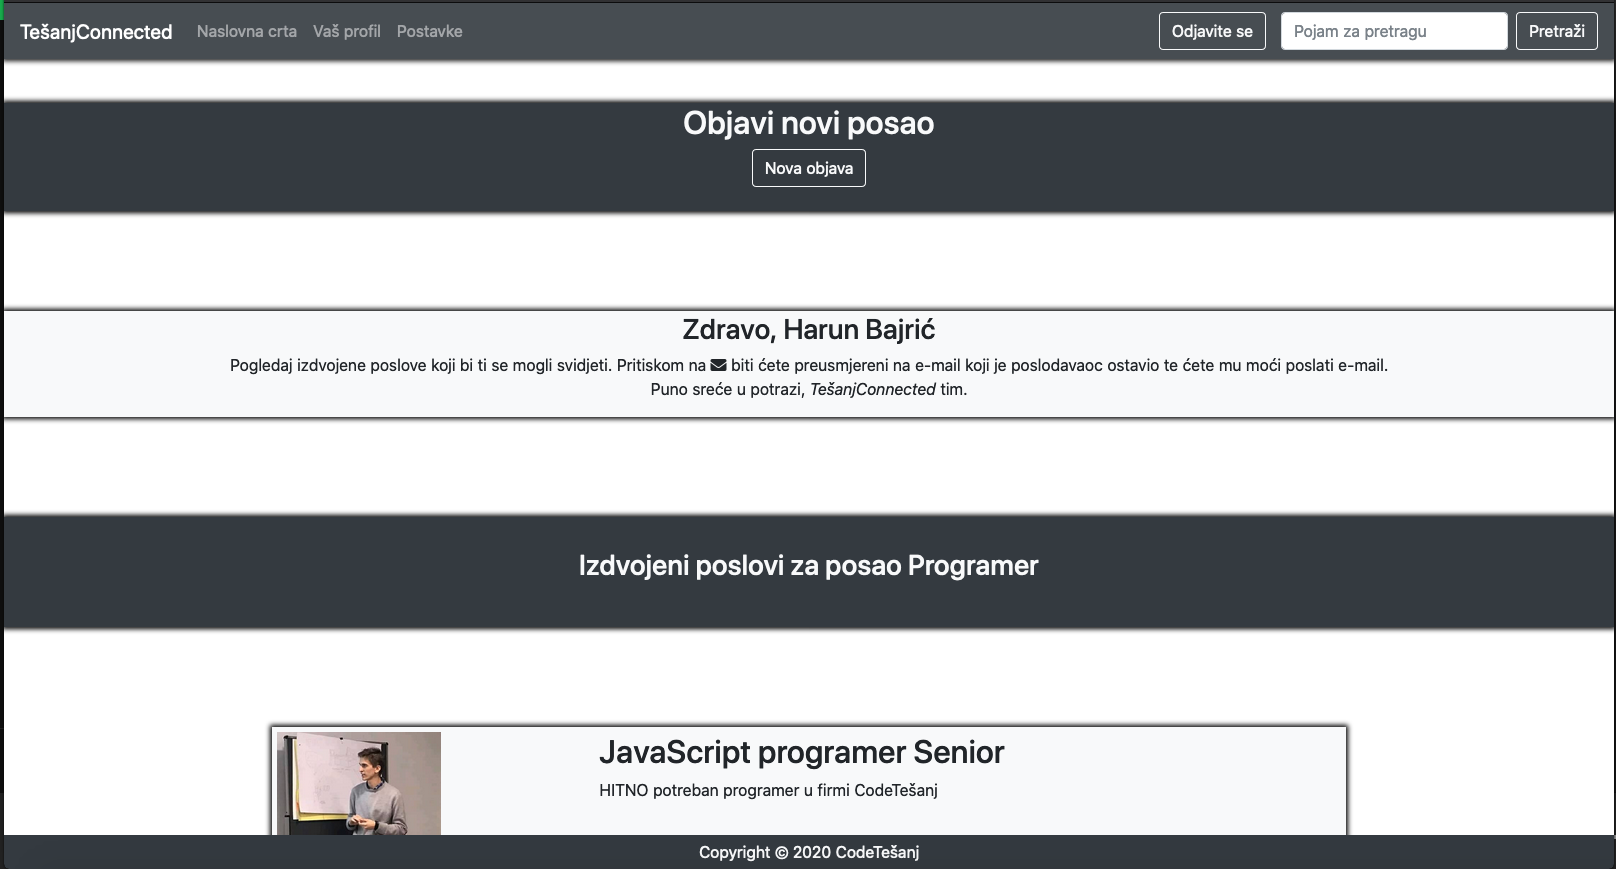 TešanjConnected Naslovna crta Vaš profil Postavke Odjavite se Pojam za pretragu Pretraži
Objavi novi posao
Nova objava
Zdravo, Harun Bajrić
Pogledaj izdvojene poslove koji bi ti se mogli svidjeti. Pritiskom na biti ćete preusmjereni na e-mail koji je poslodavaoc ostavio te ćete mu moći poslati e-mail.
Puno sreće u potrazi, TešanjConnected tim.
Izdvojeni poslovi za posao Programer
JavaScript programer Senior
HITNO potreban programer u firmi CodeTešanj
Copyright © 2020 CodeTešanj